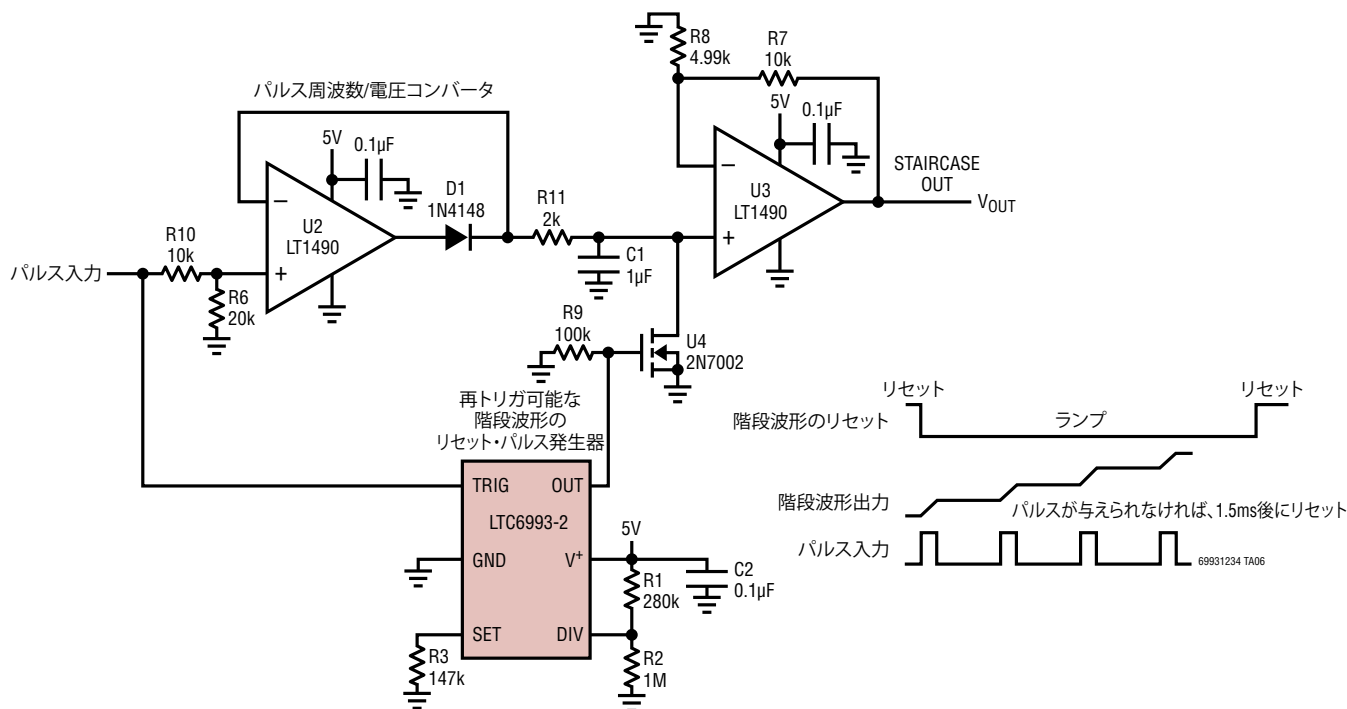 R8
4.99k
R7
10k
パルス周波数/電圧コンバータ
5V
0.1µF
5V
0.1µF
−
U2
LT1490
+
D1
1N4148
R11
2k
C1
1µF
−
U3
LT1490
+
STAIRCASE
OUT
VOUT
パルス入力
R10
10k
R6
20k
R9
100k
U4
2N7002
再トリガ可能な
階段波形の
リセット・パルス発生器
TRIG
OUT
LTC6993-2
GND
V+
SET
DIV
5V
R1
280k
C2
0.1µF
R3
147k
R2
1M
リセット
リセット
階段波形のリセット
ランプ
階段波形出力
パルスが与えられなければ、1.5ms後にリセット
パルス入力
69931234 TA06